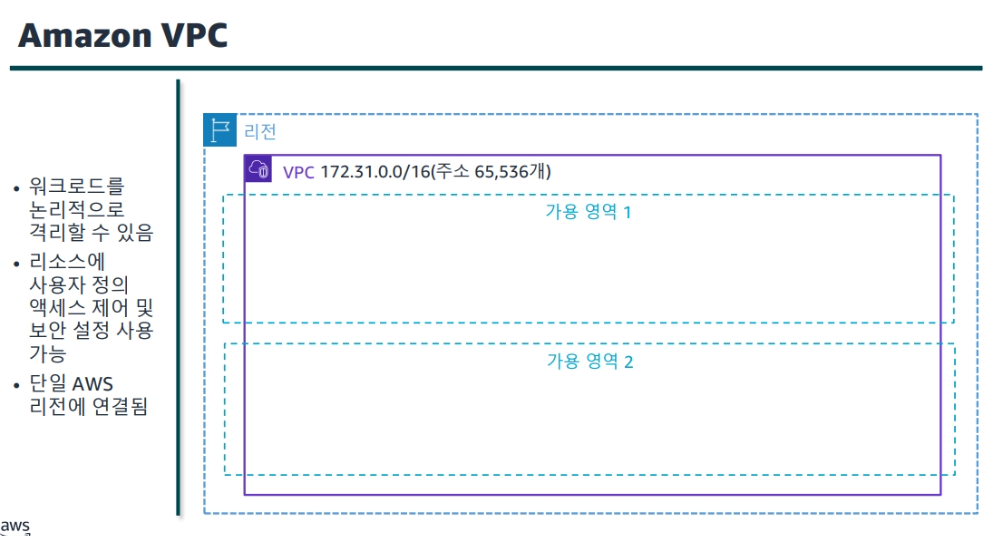 Amazon VPC
• 워크로드를
논리적으로
격리할 수 있음
• 리소스에
사용자 정의
액세스 제어 및
보안 설정 사용
가능
• 단일 AWS
리전에 연결됨
리전
VPC 172.31.0.0/16(주소 65,536개)
가용 영역 1
가용 영역 2
aws